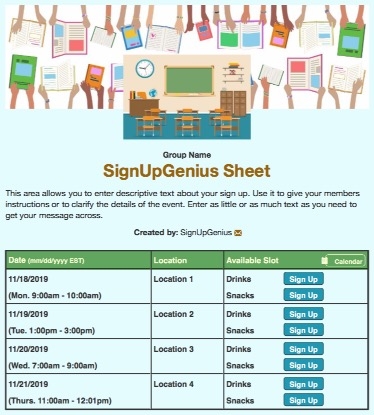 Group Name
SignUpGenius Sheet
This area allows you to enter descriptive text about your sign up. Use it to give your members
instructions or to clarify the details of the event. Enter as little or as much text as you need to
get your message across.
Created by: SignUpGenius
Date (mm/dd/yyyy EST) Location Available Slot Calendar
11/18/2019 Location 1 Drinks Sign Up
(Mon. 9:00am - 10:00am) Snacks Sign Up
11/19/2019 Location 2 Drinks Sign Up
(Tue. 1:00pm - 3:00pm) Snacks Sign Up
11/20/2019 Location 3 Drinks Sign Up
(Wed. 7:00am - 9:00am) Snacks Sign Up
11/21/2019 Location 4 Drinks Sign Up
(Thurs. 11:00am - 12:01pm) Snacks Sign Up